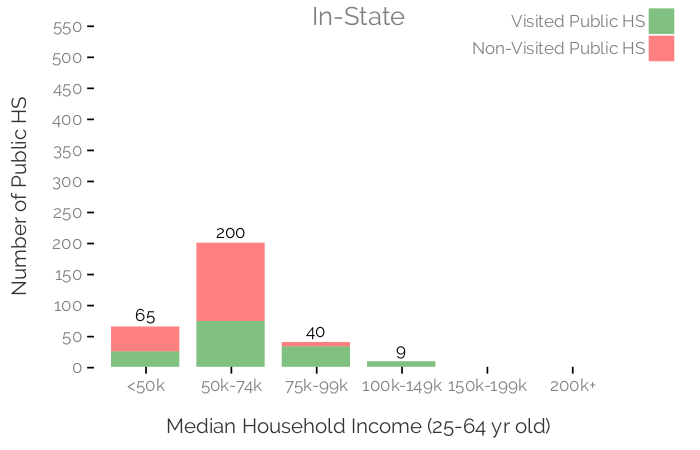 In-State
Visited Public HS
Non-Visited Public HS
Number of Public HS
550
500
450
400
350
300
250
200
150
100
50
0
65
200
40
9
<50k
50k-74k
75k-99k
100k-149k
150k-199k
200k+
Median Household Income (25-64 yr old)